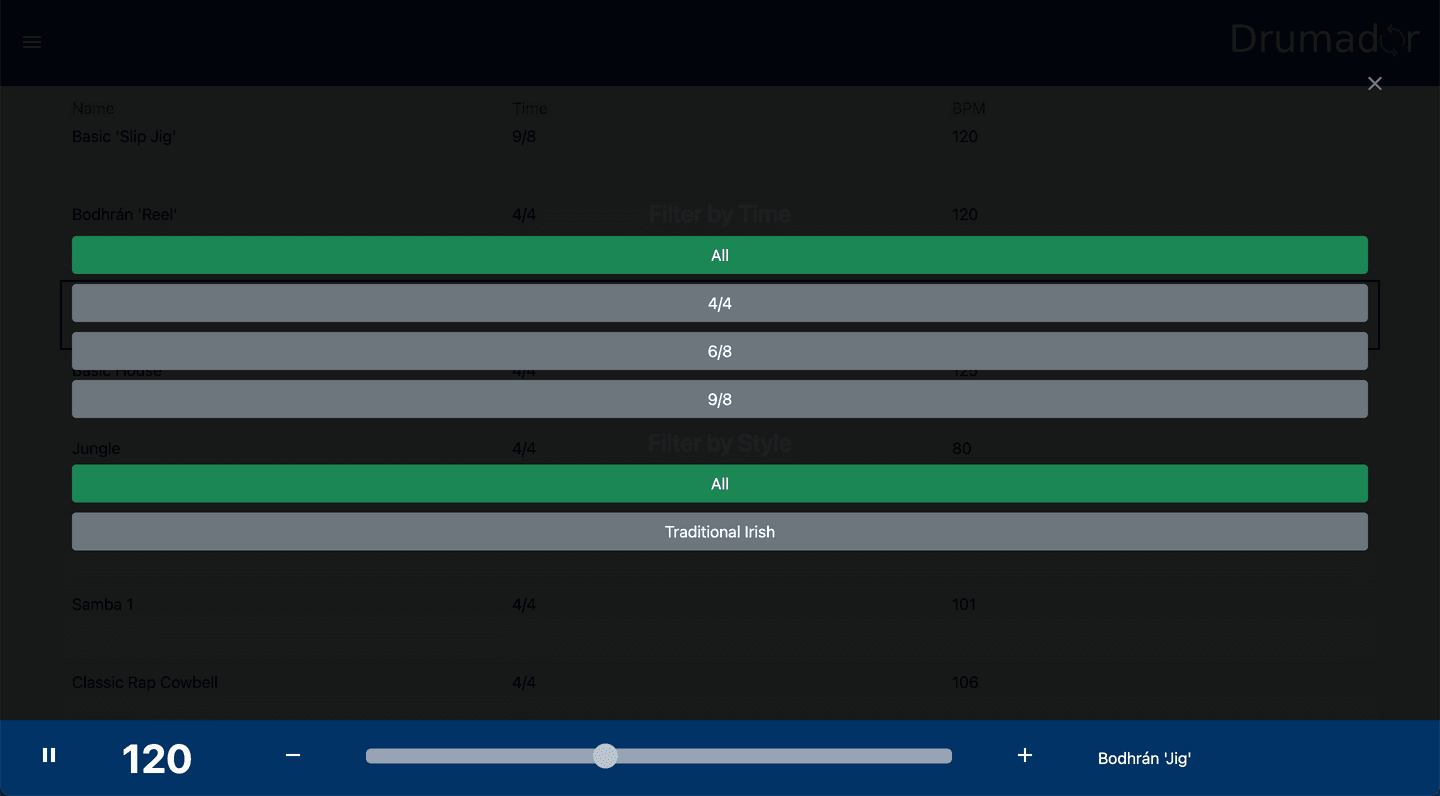 Drumador
Name Time BPM
Basic 'Slip Jig' 9/8 120
Bodhrán 'Reel' 4/4 120
Filter by Time
All
4/4
6/8
Basic House 4/4 125
9/8
Jungle 4/4 80
Filter by Style
All
Traditional Irish
Samba 1 4/4 101
Classic Rap Cowbell 4/4 106
120 − + Bodhrán 'Jig'